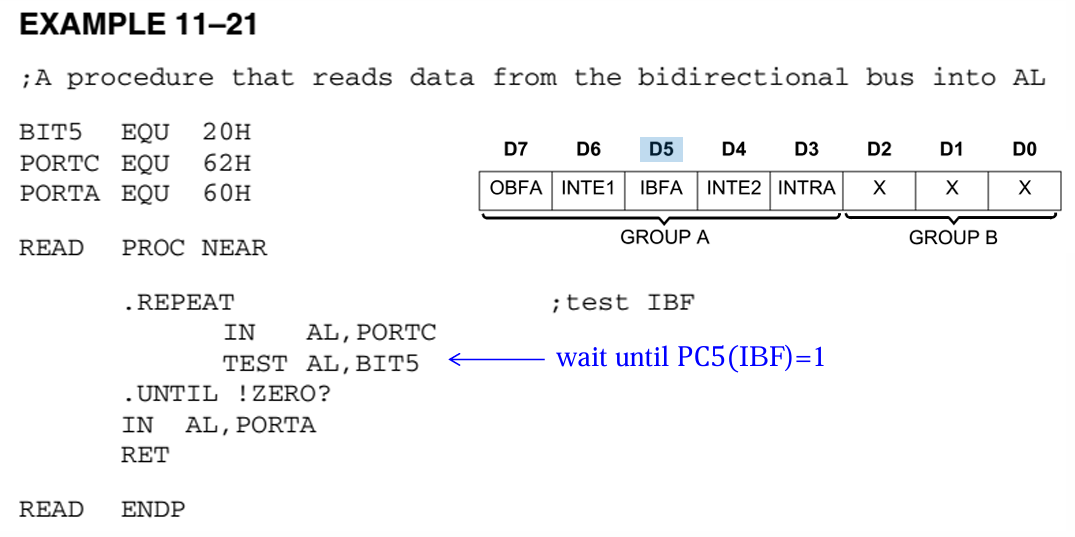 EXAMPLE 11–21
;A procedure that reads data from the bidirectional bus into AL
BIT5 EQU 20H
PORTC EQU 62H
PORTA EQU 60H
D7 D6 D5 D4 D3 D2 D1 D0
OBFA INTE1 IBFA INTE2 INTRA X X X
GROUP A GROUP B
READ PROC NEAR
.REPEAT ;test IBF
IN AL,PORTC
TEST AL,BIT5 wait until PC5(IBF)=1
.UNTIL !ZERO?
IN AL,PORTA
RET
READ ENDP